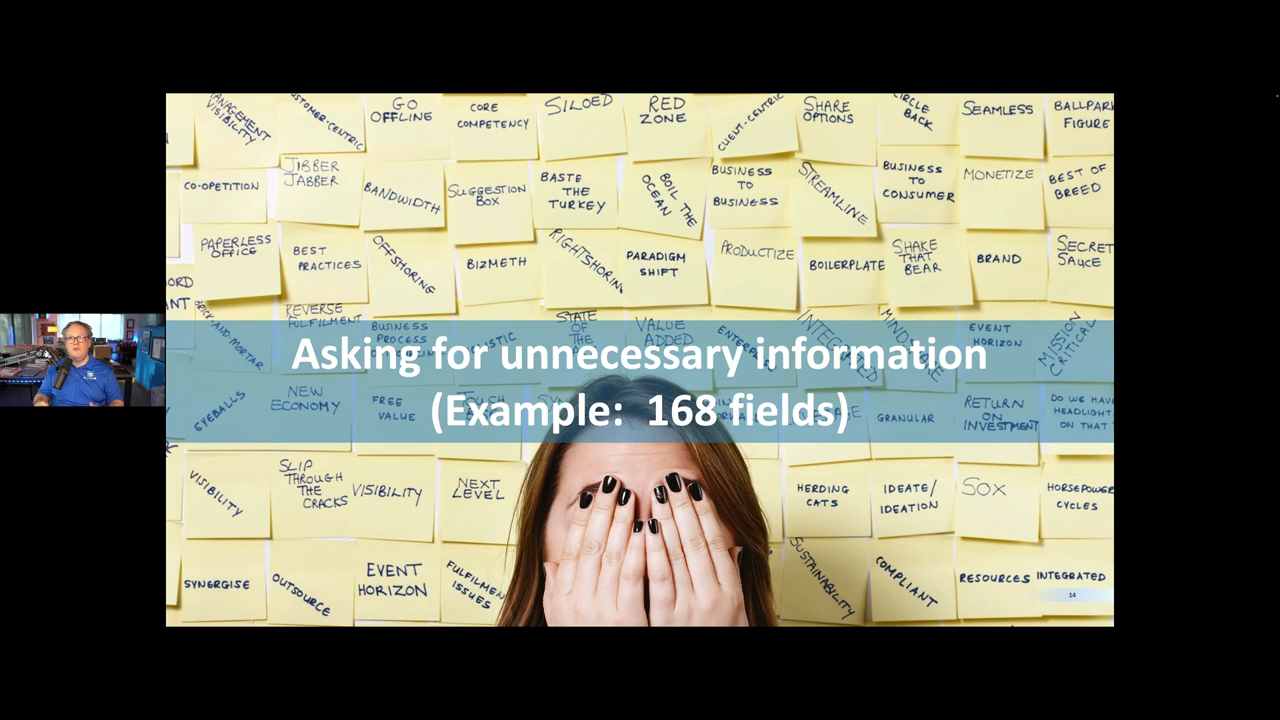 MANAGEMENT
VISIBILITY
CUSTOMER-CENTRIC
GO
OFFLINE
CORE
COMPETENCY
SILOED
RED
ZONE
CLIENT-CENTRIC
SHARE
OPTIONS
CIRCLE
BACK
SEAMLESS
BALLPARK
FIGURE
CO-OPETITION
JIBBER
JABBER
BANDWIDTH
SUGGESTION
BOX
BASTE
THE
TURKEY
BOIL THE
OCEAN
BUSINESS
TO
BUSINESS
STREAMLINE
BUSINESS
TO
CONSUMER
MONETIZE
BEST OF
BREED
PAPERLESS
OFFICE
BEST
PRACTICES
OFFSHORING
BIZMETH
RIGHTSHORIN
PARADIGM
SHIFT
PRODUCTIZE
BOILERPLATE
SHAKE
THAT
BEAR
BRAND
SECRET
SAUCE
BRICK-AND-MORTAR
REVERSE
FULFILMENT
BUSINESS
PROCESS
STATE
OF
THE
VALUE
ADDED
INTEGRATED
EVENT
HORIZON
MISSION
CRITICAL
Asking for unnecessary information
(Example: 168 fields)
EYEBALLS
NEW
ECONOMY
FREE
VALUE
GRANULAR
RETURN
ON
INVESTMENT
DO WE HAVE
HEADLIGHT
ON THAT
VISIBILITY
SLIP
THROUGH
THE
CRACKS
VISIBILITY
NEXT
LEVEL
HERDING
CATS
IDEATE/
IDEATION
SOX
HORSEPOWER
CYCLES
SYNERGISE
OUTSOURCE
EVENT
HORIZON
FULFILMEN
ISSUES
SUSTAINABILITY
COMPLIANT
RESOURCES
INTEGRATED
14